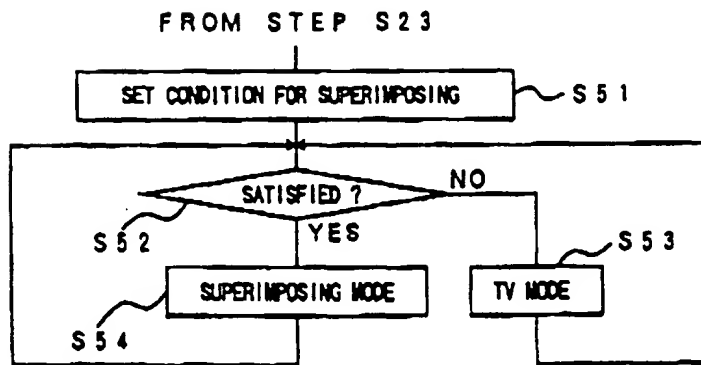 FROM STEP S23
SET CONDITION FOR SUPERIMPOSING
S51
SATISFIED ?
NO
S52
YES
S53
SUPERIMPOSING MODE
TV MODE
S54